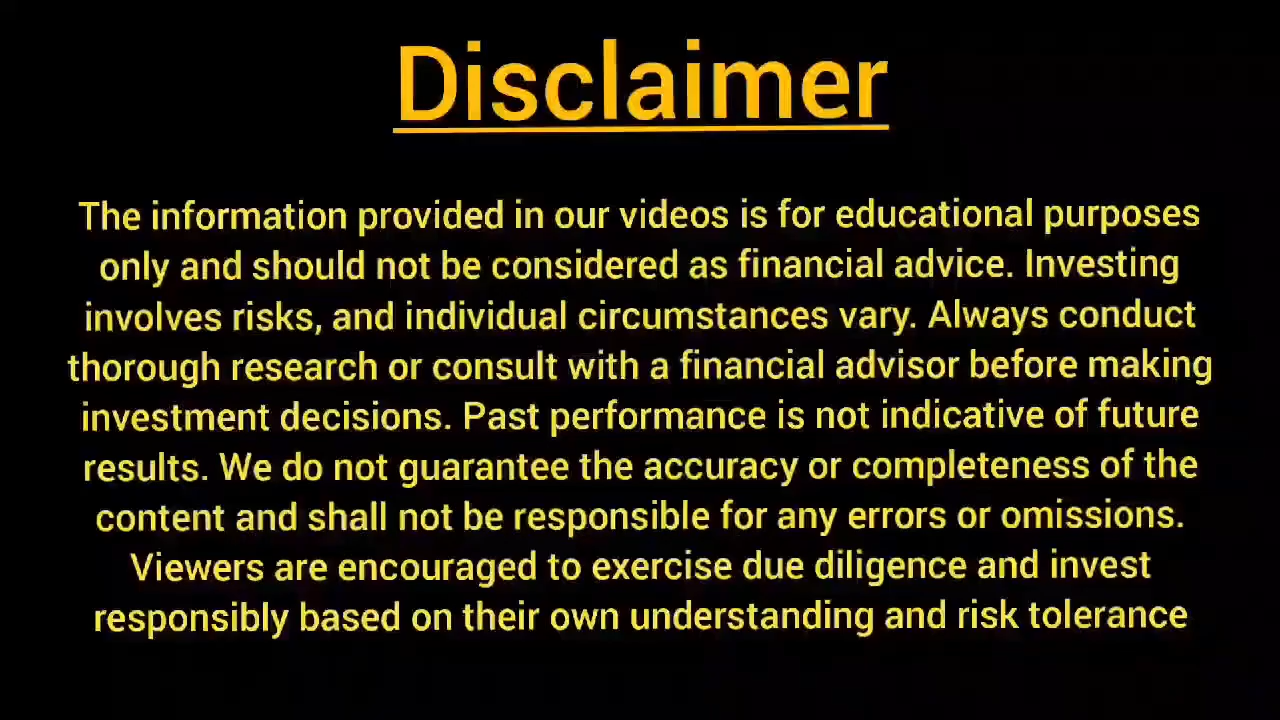 Disclaimer
The information provided in our videos is for educational purposes
only and should not be considered as financial advice. Investing
involves risks, and individual circumstances vary. Always conduct
thorough research or consult with a financial advisor before making
investment decisions. Past performance is not indicative of future
results. We do not guarantee the accuracy or completeness of the
content and shall not be responsible for any errors or omissions.
Viewers are encouraged to exercise due diligence and invest
responsibly based on their own understanding and risk tolerance